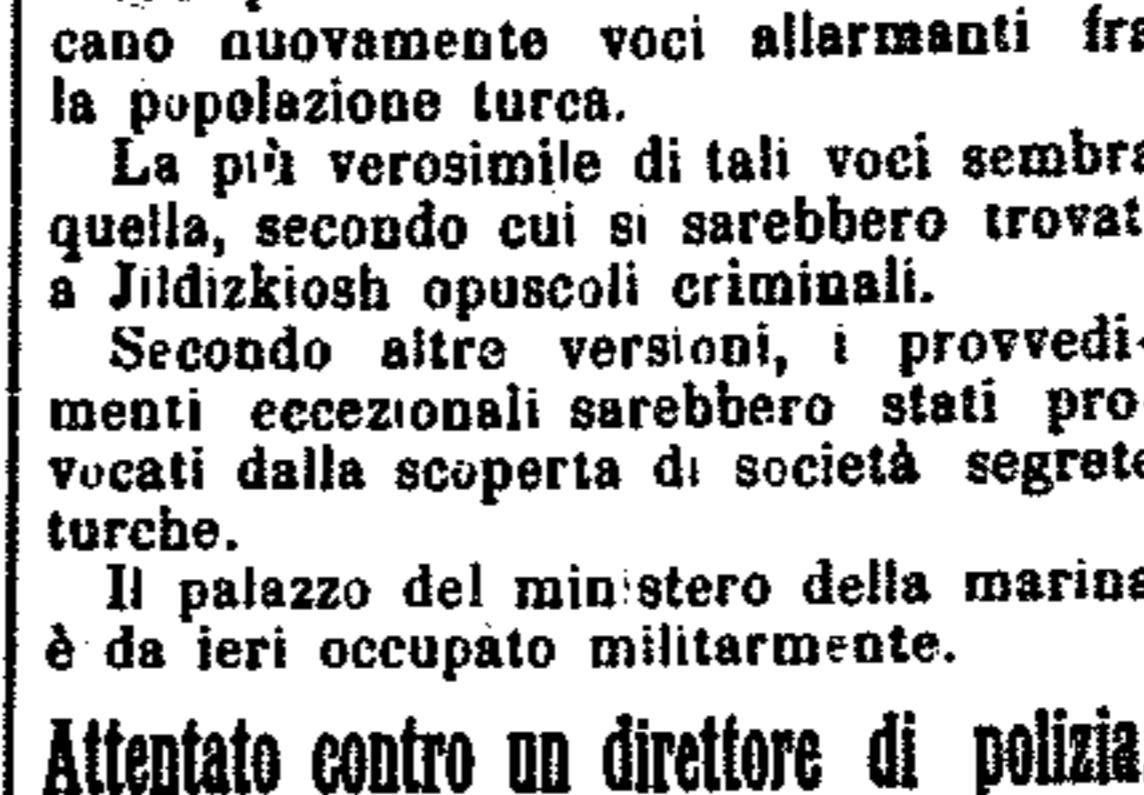 cano nuovamente voci allarmanti fra
la popolazione turca.
La più verosimile di tali voci sembra
quella, secondo cui si sarebbero trovati
a Jildizkiosh opuscoli criminali.
Secondo altre versioni, i provvedi-
menti eccezionali sarebbero stati pro-
vocati dalla scoperta di società segrete
turche.
Il palazzo del ministero della marina
è da ieri occupato militarmente.
Attentato contro un direttore di polizia